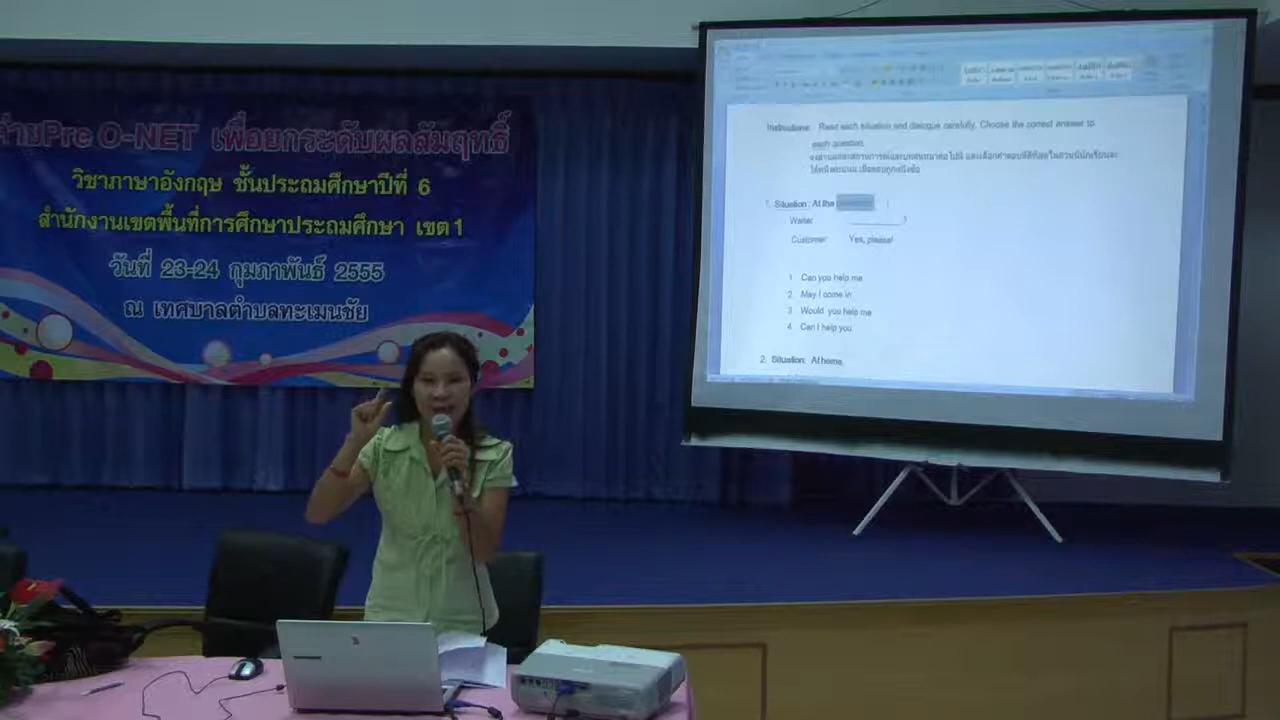 ค่ายPre O-NET เพื่อยกระดับผลสัมฤทธิ์
วิชาภาษาอังกฤษ ชั้นประถมศึกษาปีที่ 6
สำนักงานเขตพื้นที่การศึกษาประถมศึกษา เขต 1
วันที่ 23-24 กุมภาพันธ์ 2555
ณ เทศบาลตำบลทะเมนชัย
Instructions: Read each situation and dialogue carefully. Choose the correct answer to
each question.
1. Situation: At the
Waiter ?
Customer Yes, please!
1. Can you help me
2. May I come in
3. Would you help me
4. Can I help you
2. Situation: At home.